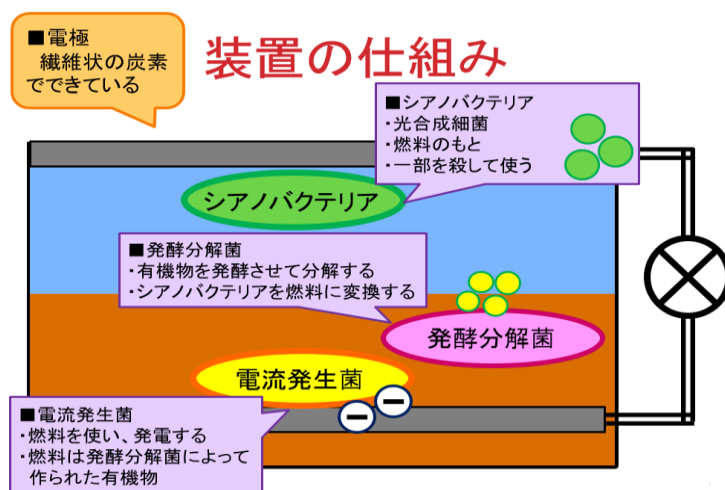 ■電極
繊維状の炭素
でできている
装置の仕組み
■シアノバクテリア
・光合成細菌
・燃料のもと
・一部を殺して使う
シアノバクテリア
■発酵分解菌
・有機物を発酵させて分解する
・シアノバクテリアを燃料に変換する
発酵分解菌
電流発生菌
■電流発生菌
・燃料を使い、発電する
・燃料は発酵分解菌によって
作られた有機物